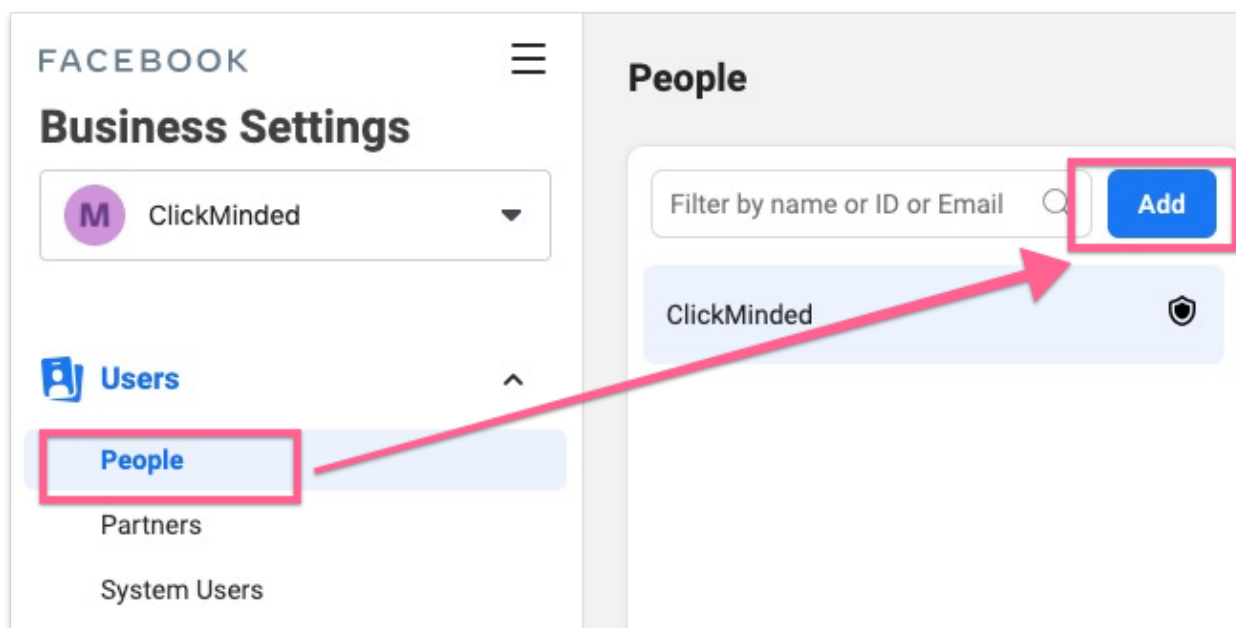 FACEBOOK
Business Settings
M ClickMinded
Users
People
Partners
System Users
People
Filter by name or ID or Email
Add
ClickMinded